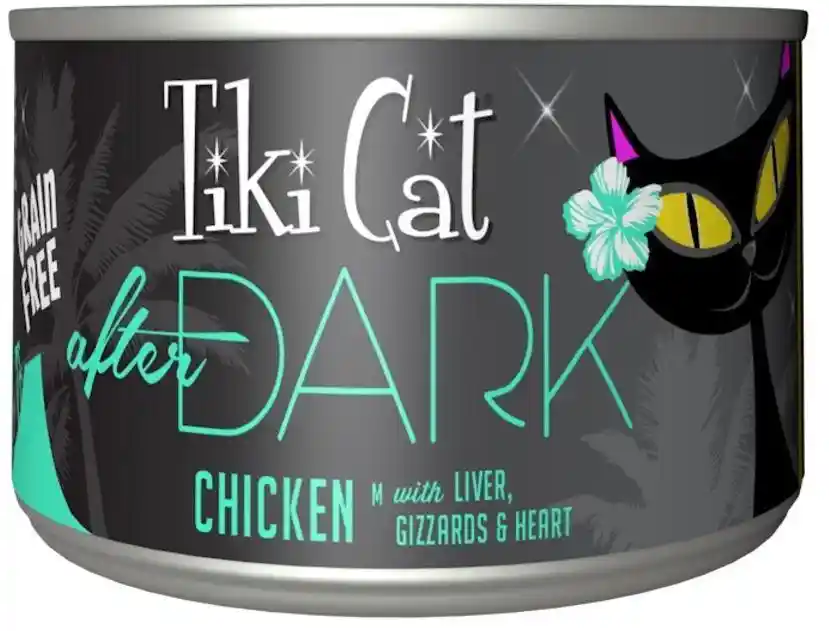 Tiki Cat
GRAIN
FREE
after DARK
CHICKEN M with LIVER,
GIZZARDS & HEART